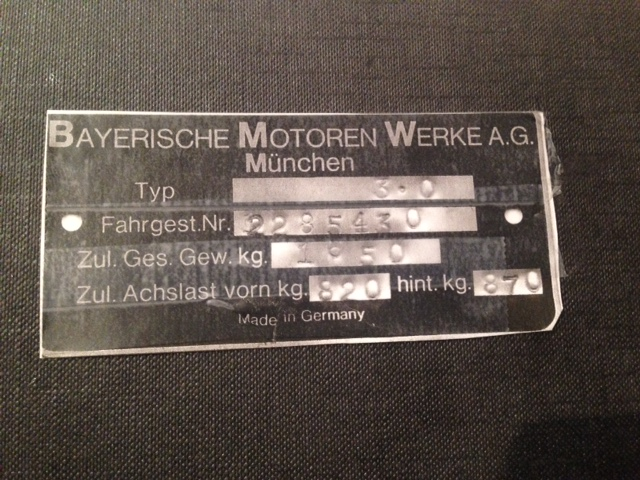 BAYERISCHE MOTOREN WERKE A.G.
München
Typ 3.0
Fahrgest.Nr. 2285430
Zul. Ges. Gew. kg. 1950
Zul. Achslast vorn kg. 820 hint. kg. 870
Made in Germany